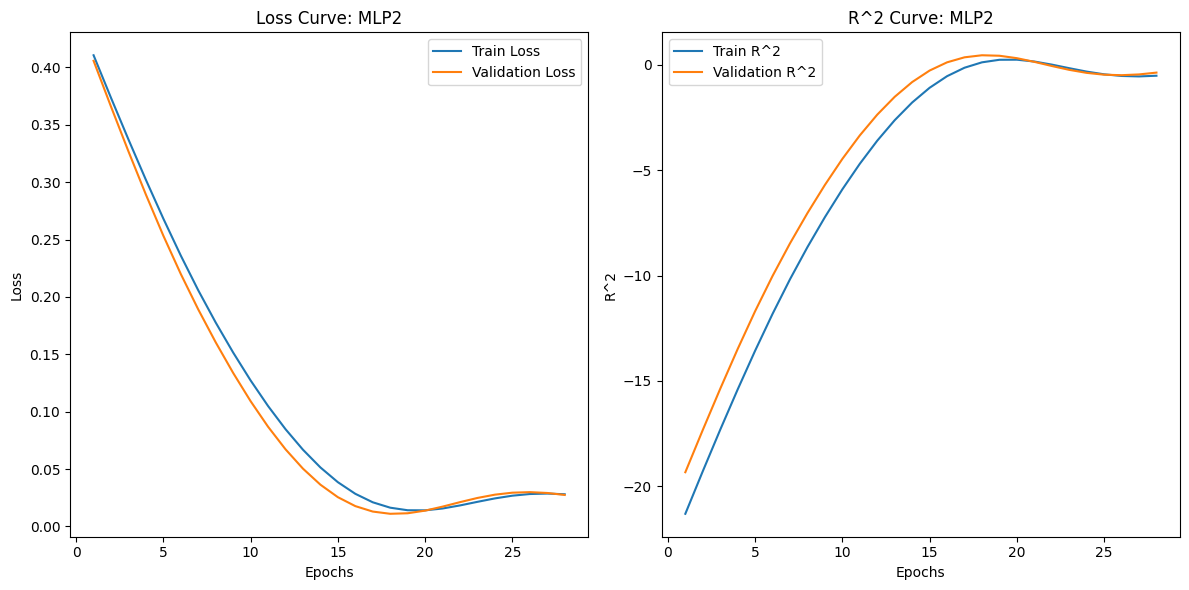 Loss Curve: MLP2
Train Loss
Validation Loss
0.40
0.35
0.30
0.25
0.20
0.15
0.10
0.05
0.00
Loss
0 5 10 15 20 25
Epochs
R^2 Curve: MLP2
Train R^2
Validation R^2
0
−5
−10
−15
−20
R^2
0 5 10 15 20 25
Epochs